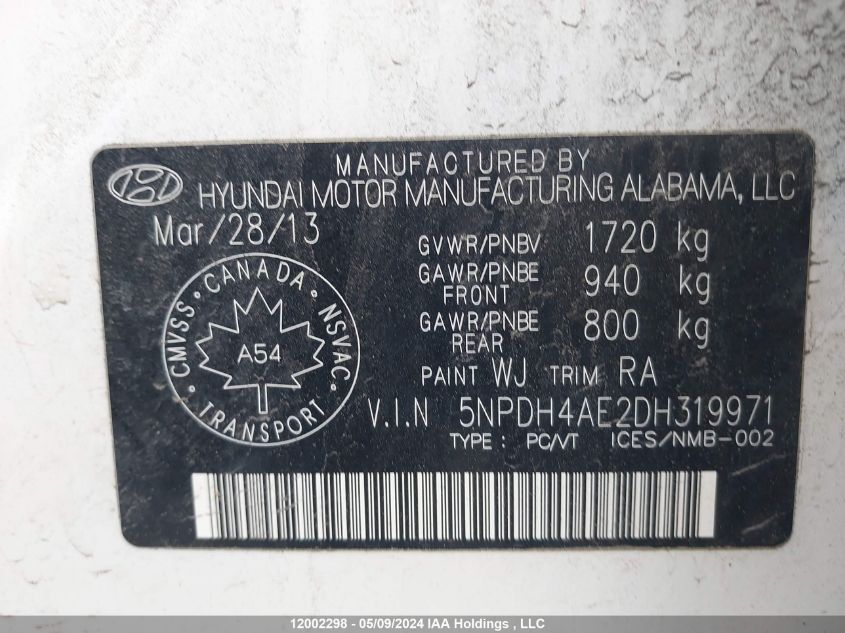 MANUFACTURED BY
HYUNDAI MOTOR MANUFACTURING ALABAMA, LLC
Mar/28/13
GVWR/PNBV 1720 kg
GAWR/PNBE FRONT 940 kg
GAWR/PNBE REAR 800 kg
PAINT WJ TRIM RA
V.I.N 5NPDH4AE2DH319971
TYPE : PC/VT ICES/NMB-002
CMVSS • CANADA • NSVAC • TRANSPORT •
A54
12002298 - 05/09/2024 IAA Holdings , LLC